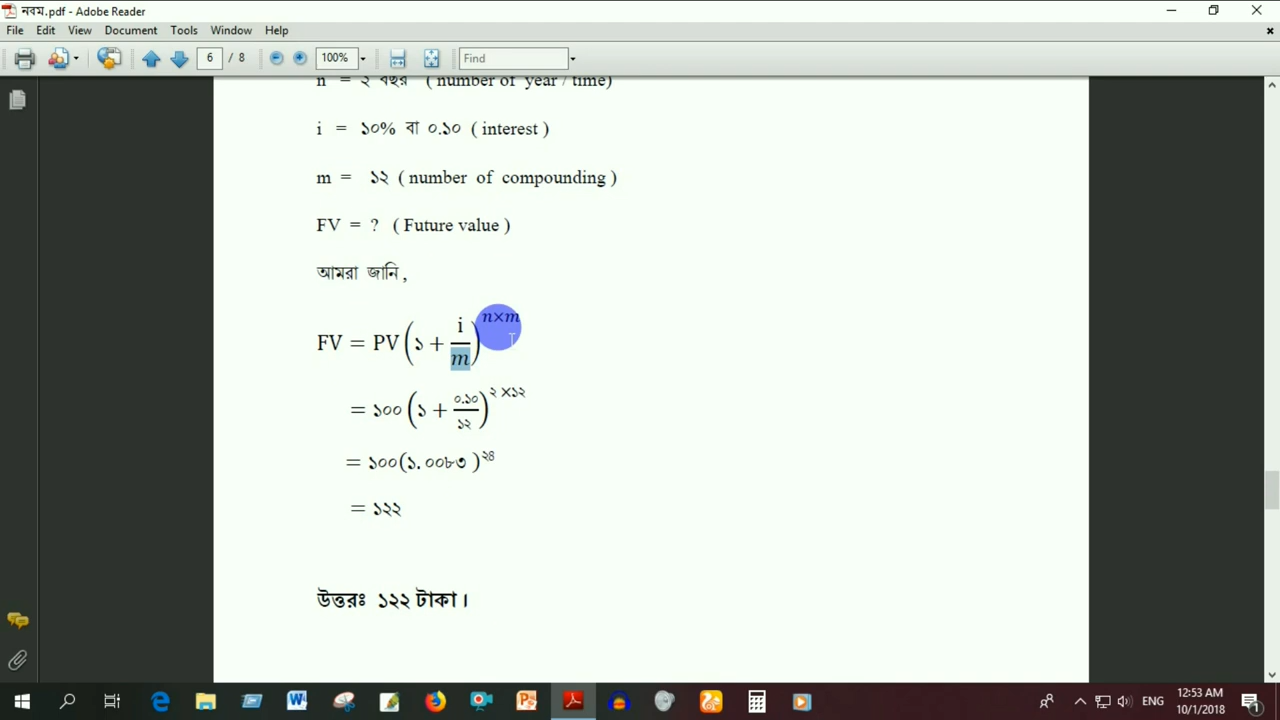 নবম.pdf - Adobe Reader
File Edit View Document Tools Window Help
6 / 8 100% Find
n = ২ বছর ( number of year / time)
i = ১০% বা ০.১০ ( interest )
m = ১২ ( number of compounding )
FV = ? ( Future value )
আমরা জানি ,
FV = PV(১ + i/m)^n×m
= ১০০ (১ + ০.১০/১২)^২ ×১২
= ১০০(১. ০০৮৩ )^২৪
= ১২২
উত্তরঃ ১২২ টাকা ।
ENG
12:53 AM
10/1/2018